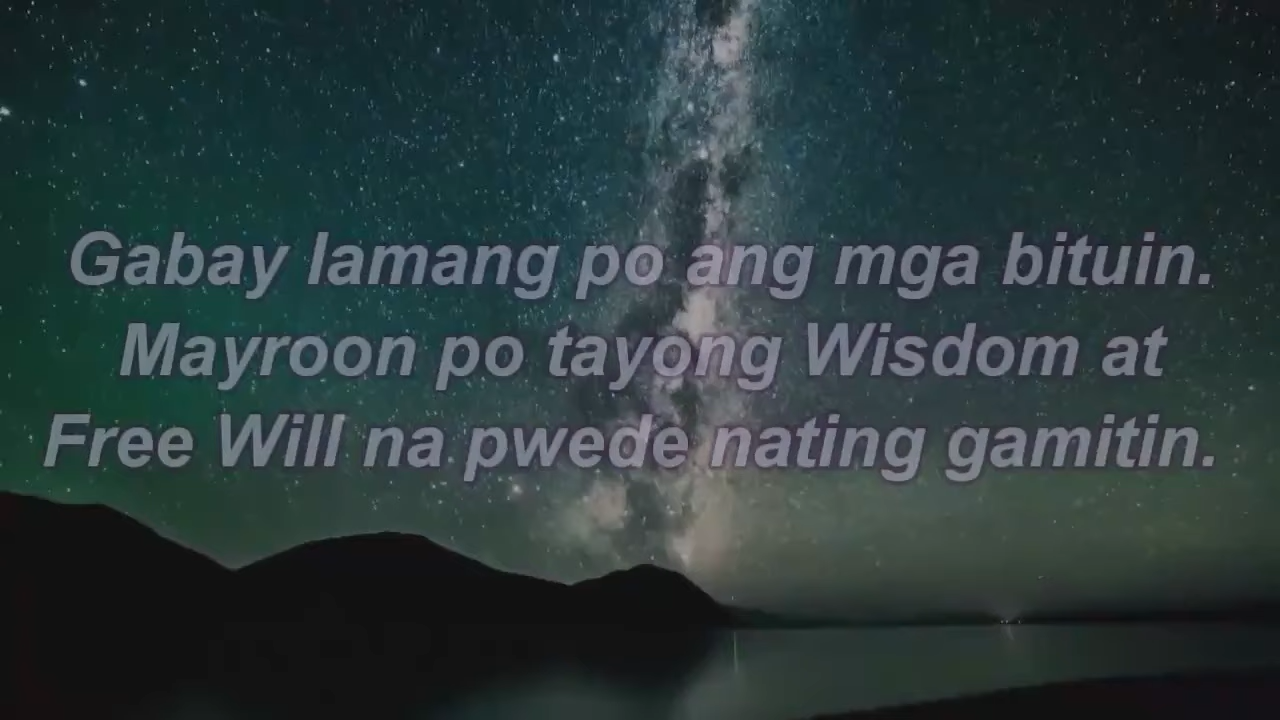 Gabay lamang po ang mga bituin.
Mayroon po tayong Wisdom at
Free Will na pwede nating gamitin.